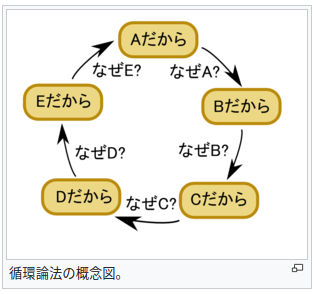 Aだから
なぜA?
Bだから
なぜB?
Cだから
なぜC?
Dだから
なぜD?
Eだから
なぜE?
循環論法の概念図。